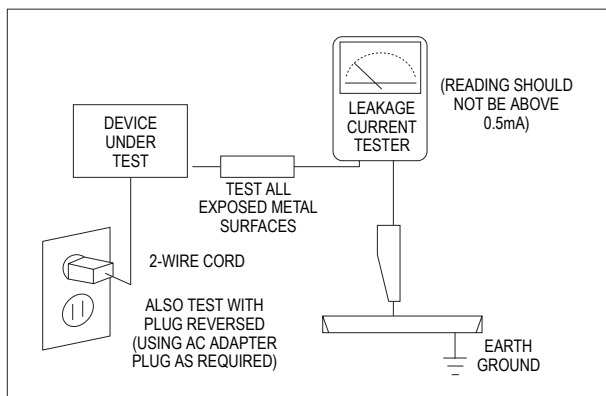 DEVICE
UNDER
TEST
LEAKAGE
CURRENT
TESTER
(READING SHOULD
NOT BE ABOVE
0.5mA)
TEST ALL
EXPOSED METAL
SURFACES
2-WIRE CORD
ALSO TEST WITH
PLUG REVERSED
(USING AC ADAPTER
PLUG AS REQUIRED)
EARTH
GROUND